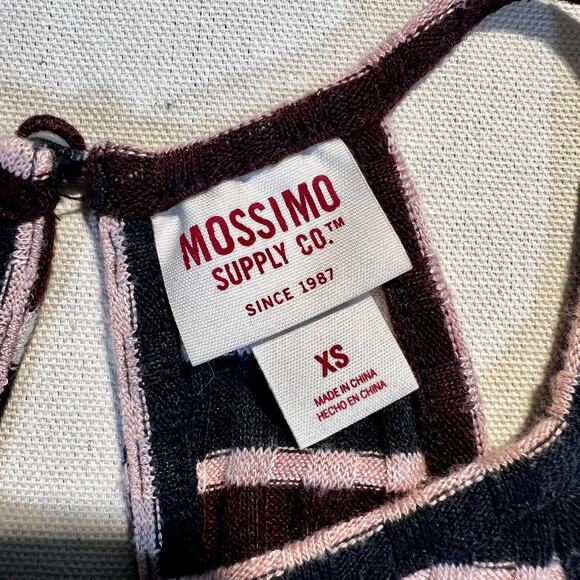 MOSSIMO
SUPPLY CO.™
SINCE 1987
XS
MADE IN CHINA
HECHO EN CHINA